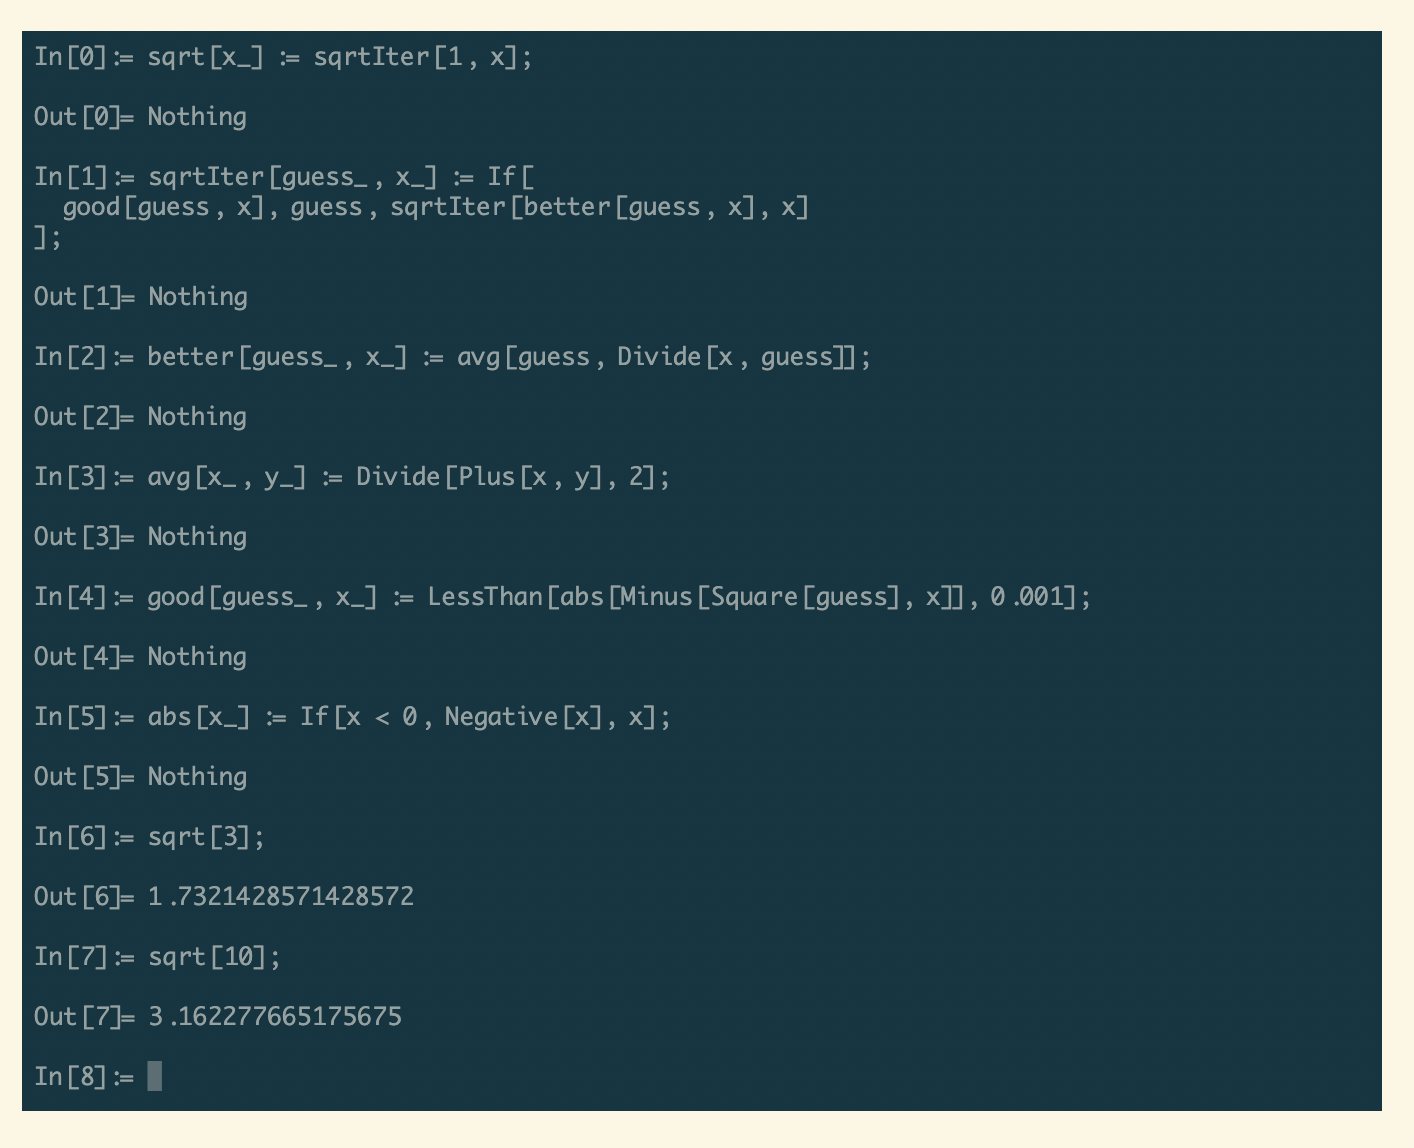 In[0]:= sqrt[x_] := sqrtIter[1, x];
Out[0]= Nothing
In[1]:= sqrtIter[guess_, x_] := If[
  good[guess, x], guess, sqrtIter[better[guess, x], x]
];
Out[1]= Nothing
In[2]:= better[guess_, x_] := avg[guess, Divide[x, guess]];
Out[2]= Nothing
In[3]:= avg[x_, y_] := Divide[Plus[x, y], 2];
Out[3]= Nothing
In[4]:= good[guess_, x_] := LessThan[abs[Minus[Square[guess], x]], 0.001];
Out[4]= Nothing
In[5]:= abs[x_] := If[x < 0, Negative[x], x];
Out[5]= Nothing
In[6]:= sqrt[3];
Out[6]= 1.7321428571428572
In[7]:= sqrt[10];
Out[7]= 3.162277665175675
In[8]:=